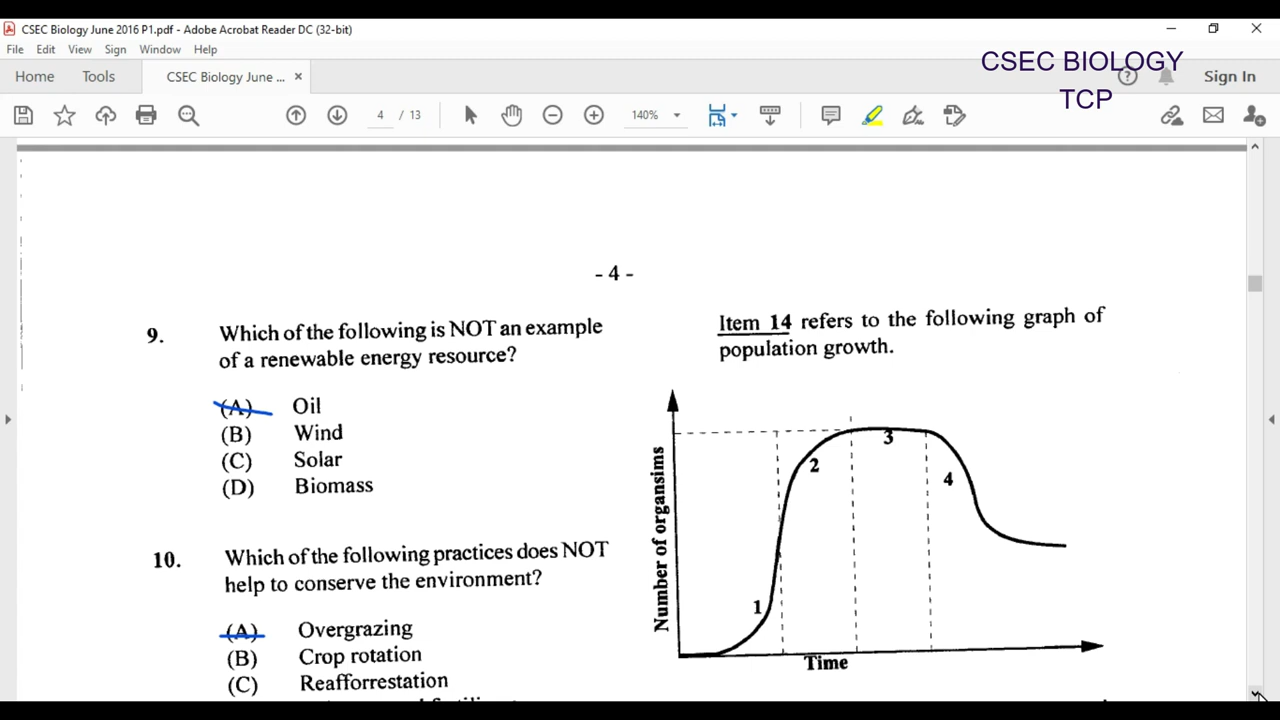 CSEC Biology June 2016 P1.pdf - Adobe Acrobat Reader DC (32-bit)
File Edit View Sign Window Help
CSEC BIOLOGY
TCP
Home Tools CSEC Biology June ... × Sign In
4 / 13 140%
- 4 -
9. Which of the following is NOT an example
of a renewable energy resource?
(A) Oil
(B) Wind
(C) Solar
(D) Biomass
10. Which of the following practices does NOT
help to conserve the environment?
(A) Overgrazing
(B) Crop rotation
(C) Reafforrestation
Item 14 refers to the following graph of
population growth.
Number of organsims
1
2
3
4
Time